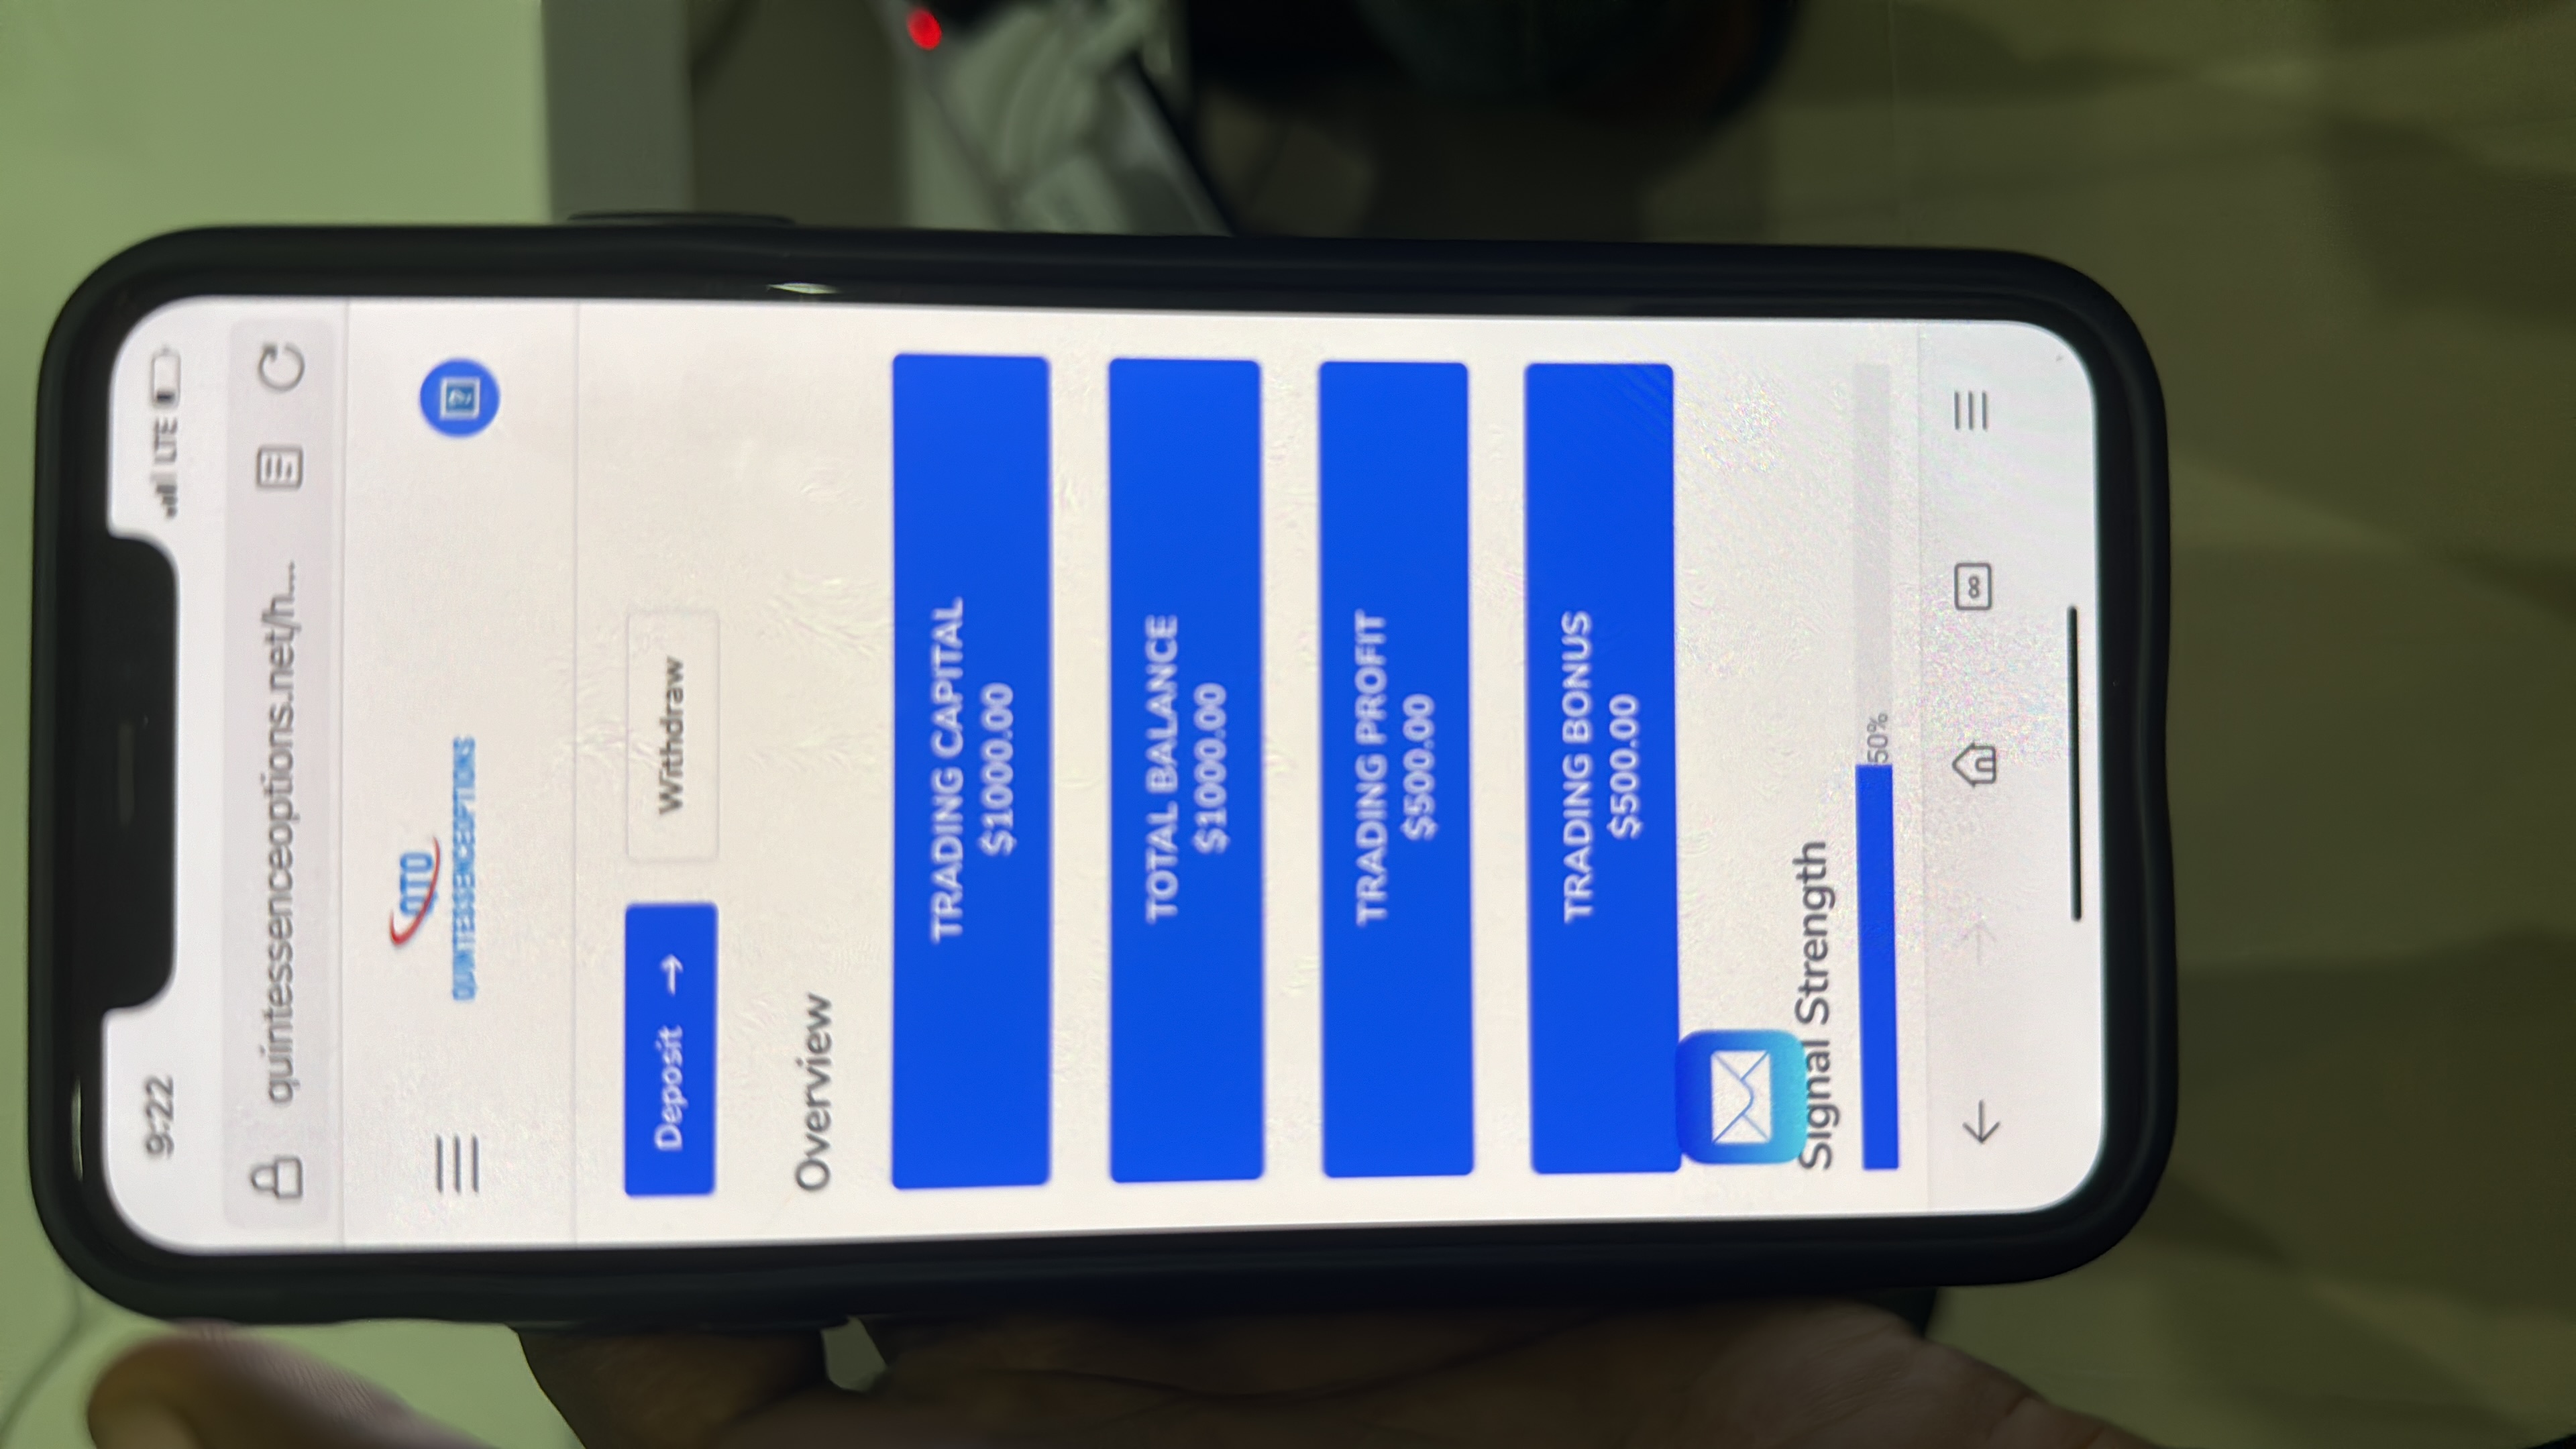 9:22
LTE
quintessenceoptions.net/h...
QTO
QUINTESSENCEOPTIONS
Deposit →
Withdraw
Overview
TRADING CAPITAL
$1000.00
TOTAL BALANCE
$1000.00
TRADING PROFIT
$500.00
TRADING BONUS
$500.00
Signal Strength
50%